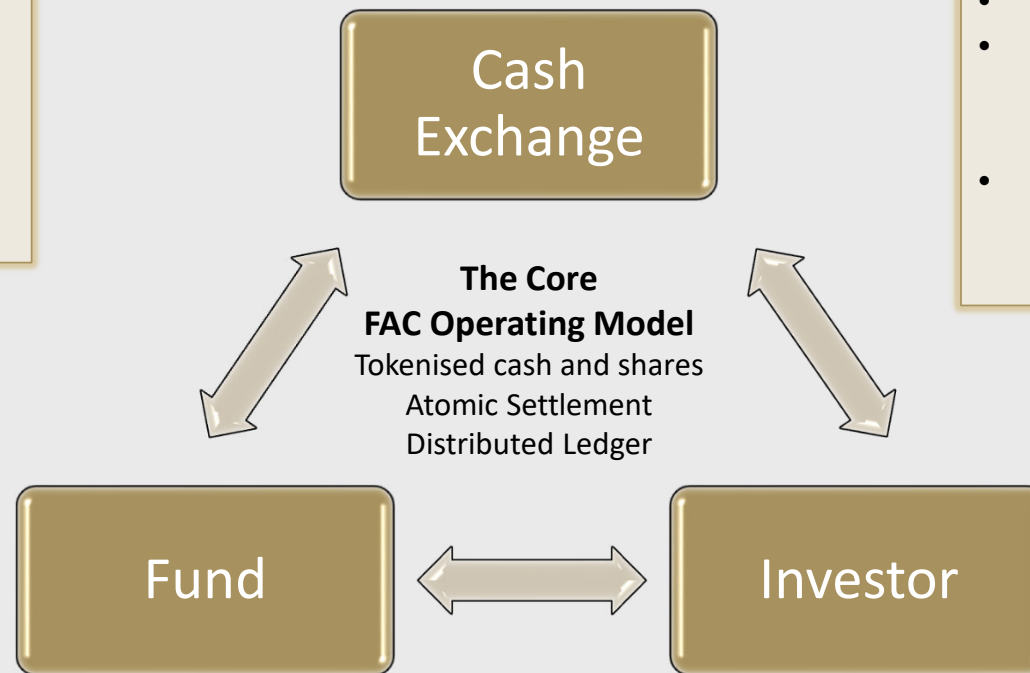 Cash
Exchange
The Core
FAC Operating Model
Tokenised cash and shares
Atomic Settlement
Distributed Ledger
Fund
Investor